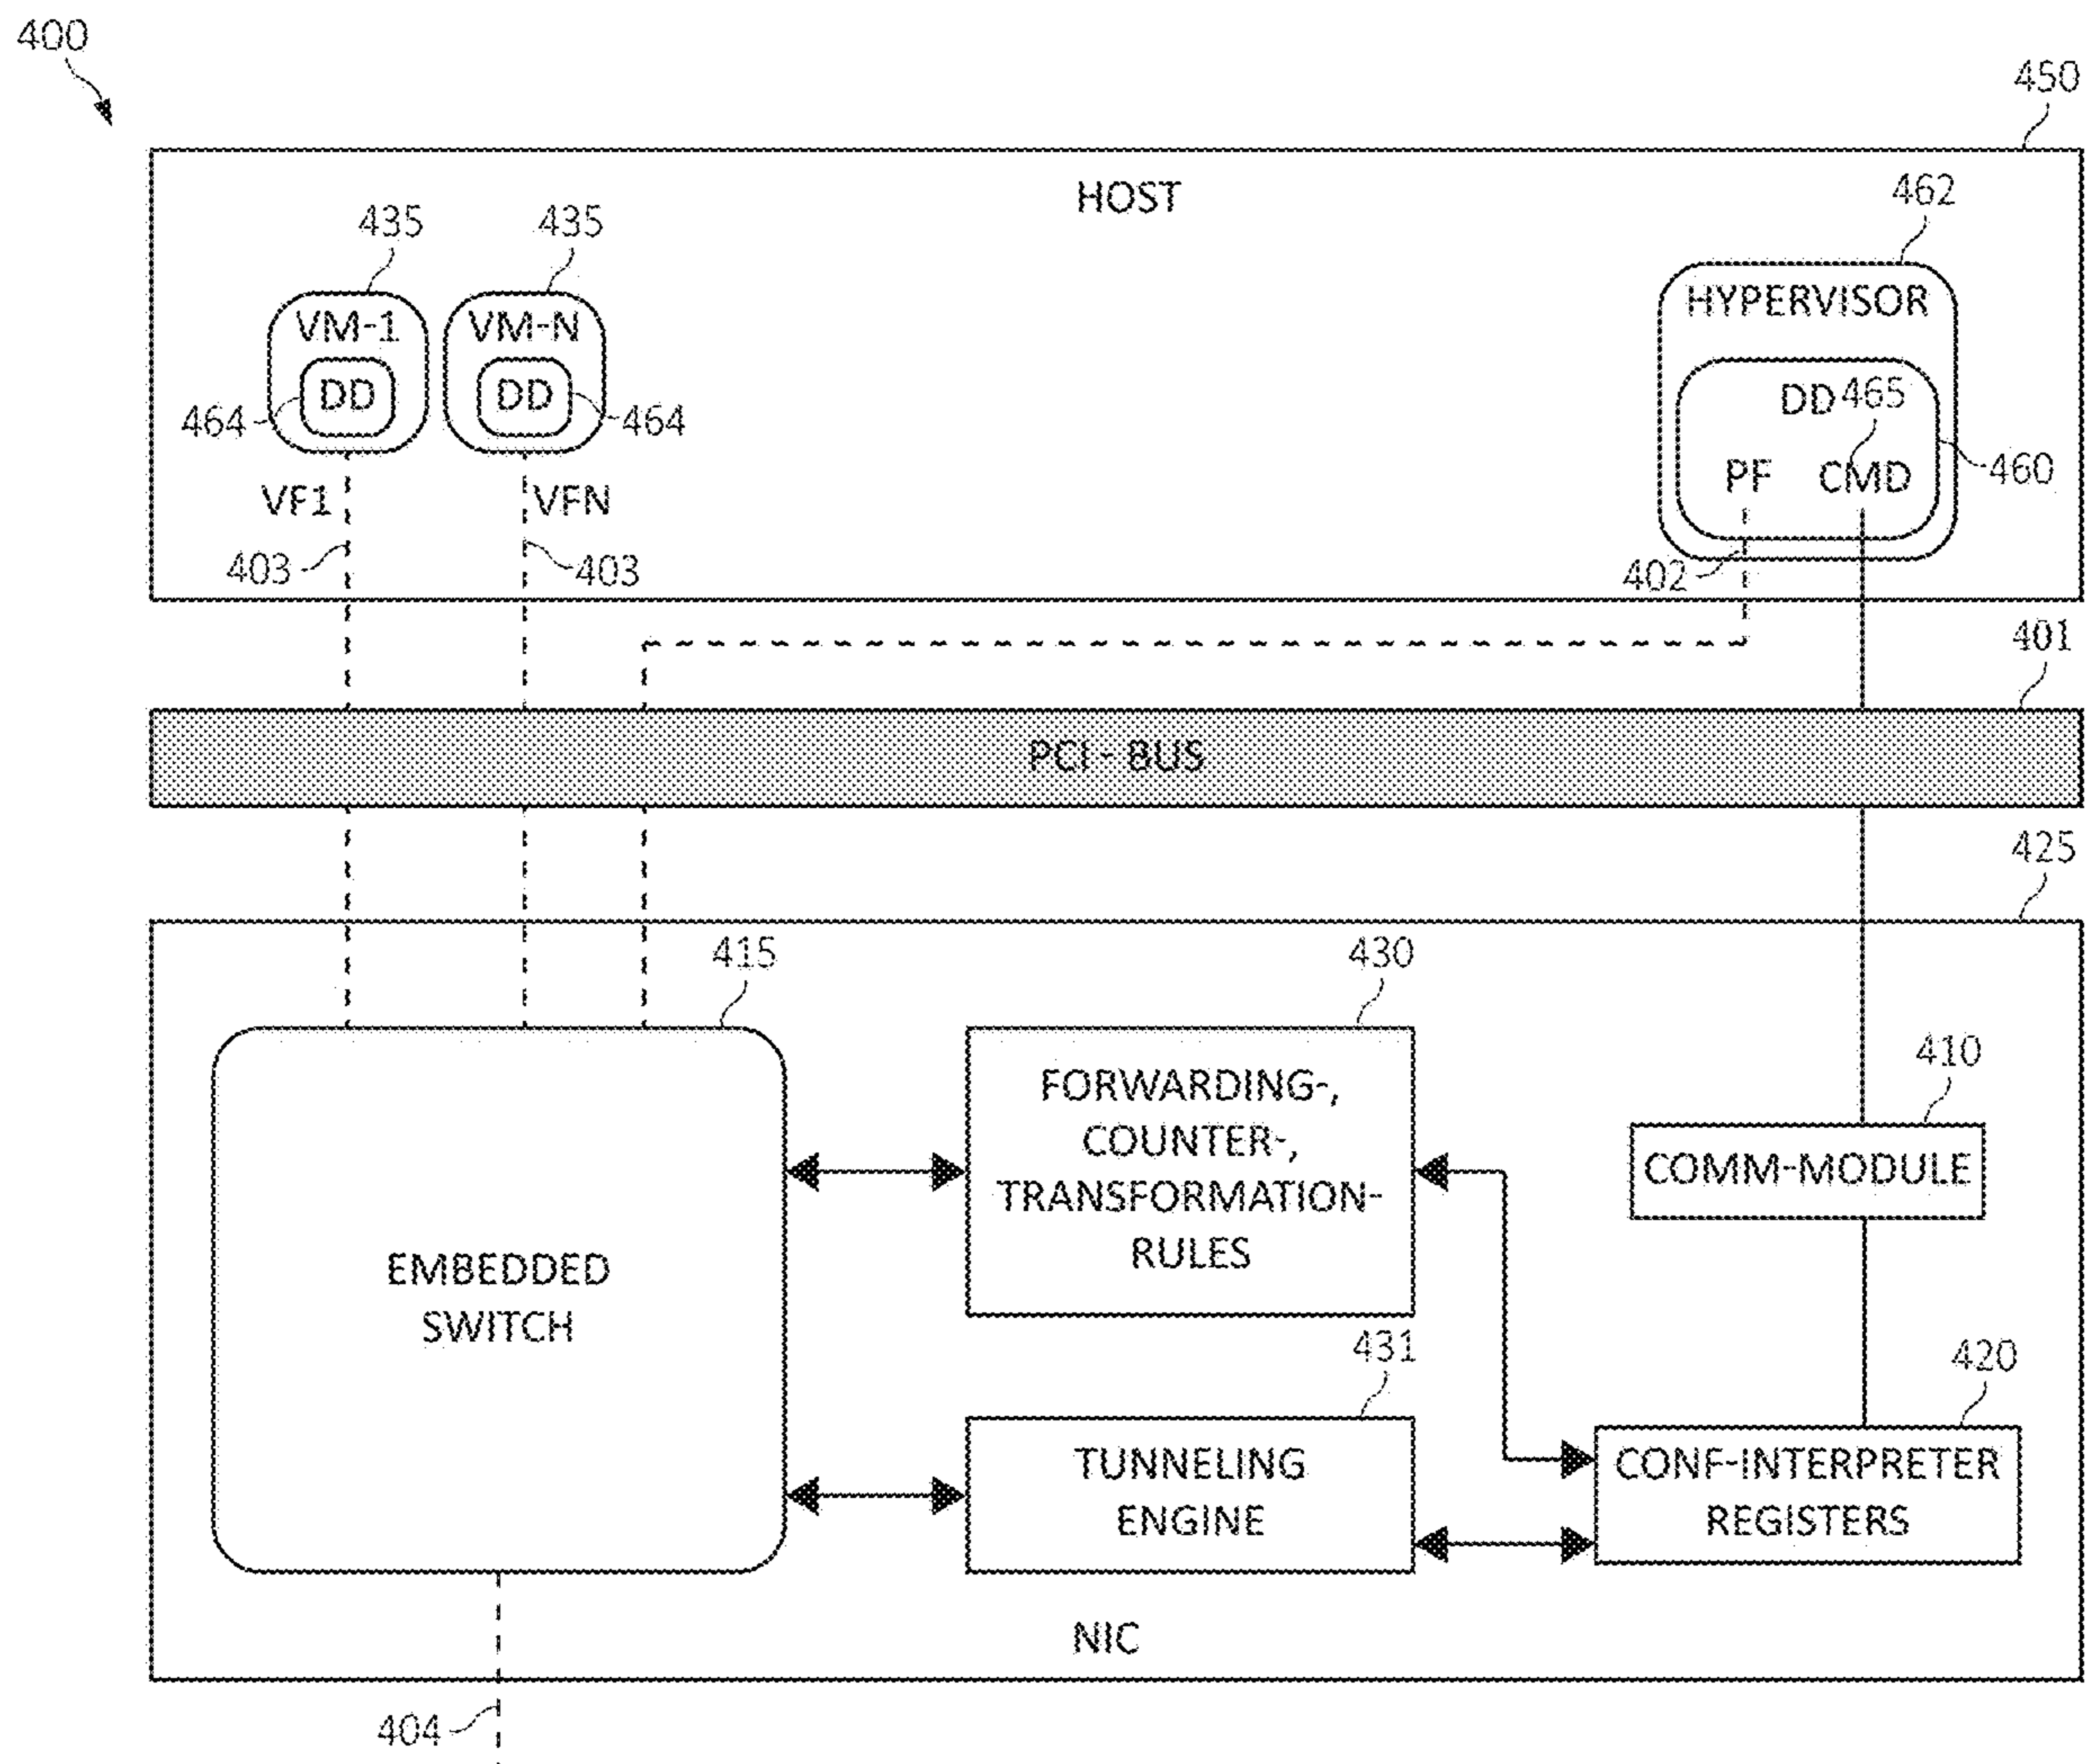 400
450
HOST
462
435
435
HYPERVISOR
VM-1
VM-N
DD
DD
DD
465
464
464
460
PF
CMD
VF1
VFN
403
403
402
401
PCI - BUS
425
415
430
410
FORWARDING-,
COUNTER-,
TRANSFORMATION-
RULES
COMM-MODULE
EMBEDDED
SWITCH
431
420
TUNNELING
ENGINE
CONF-INTERPRETER
REGISTERS
NIC
404